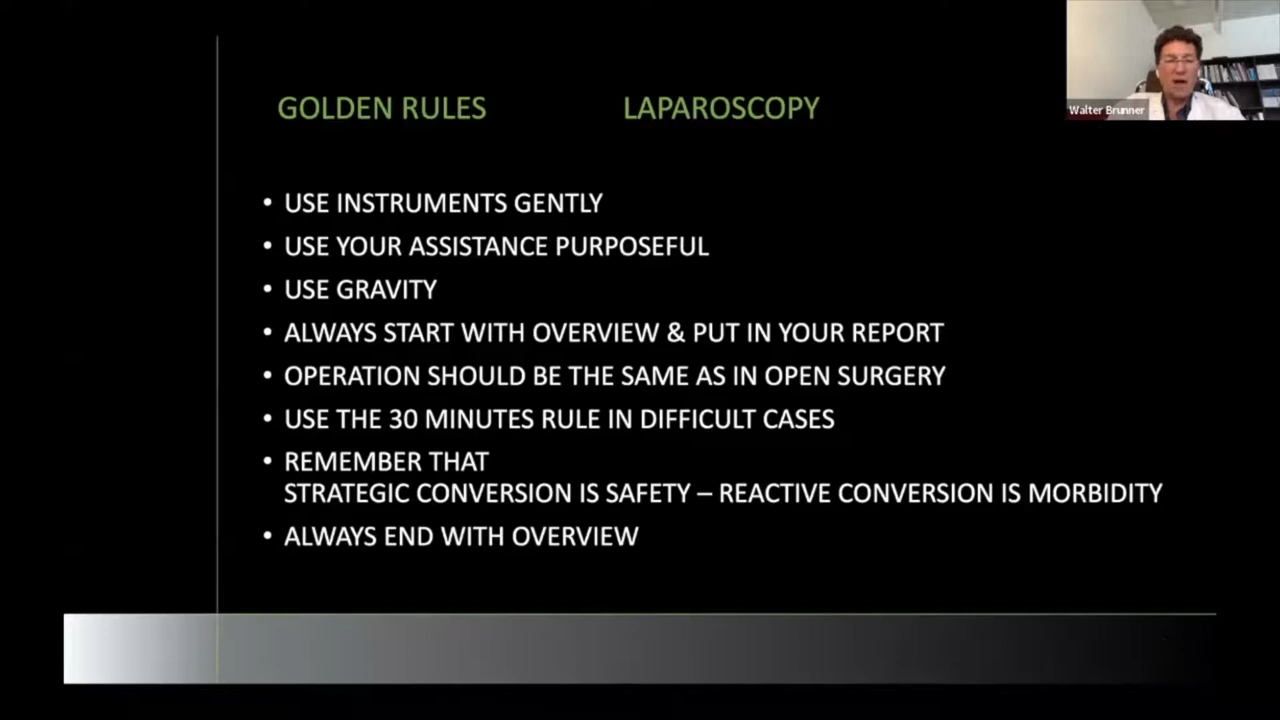 GOLDEN RULES LAPAROSCOPY
Walter Brunner
• USE INSTRUMENTS GENTLY
• USE YOUR ASSISTANCE PURPOSEFUL
• USE GRAVITY
• ALWAYS START WITH OVERVIEW & PUT IN YOUR REPORT
• OPERATION SHOULD BE THE SAME AS IN OPEN SURGERY
• USE THE 30 MINUTES RULE IN DIFFICULT CASES
• REMEMBER THAT
STRATEGIC CONVERSION IS SAFETY – REACTIVE CONVERSION IS MORBIDITY
• ALWAYS END WITH OVERVIEW